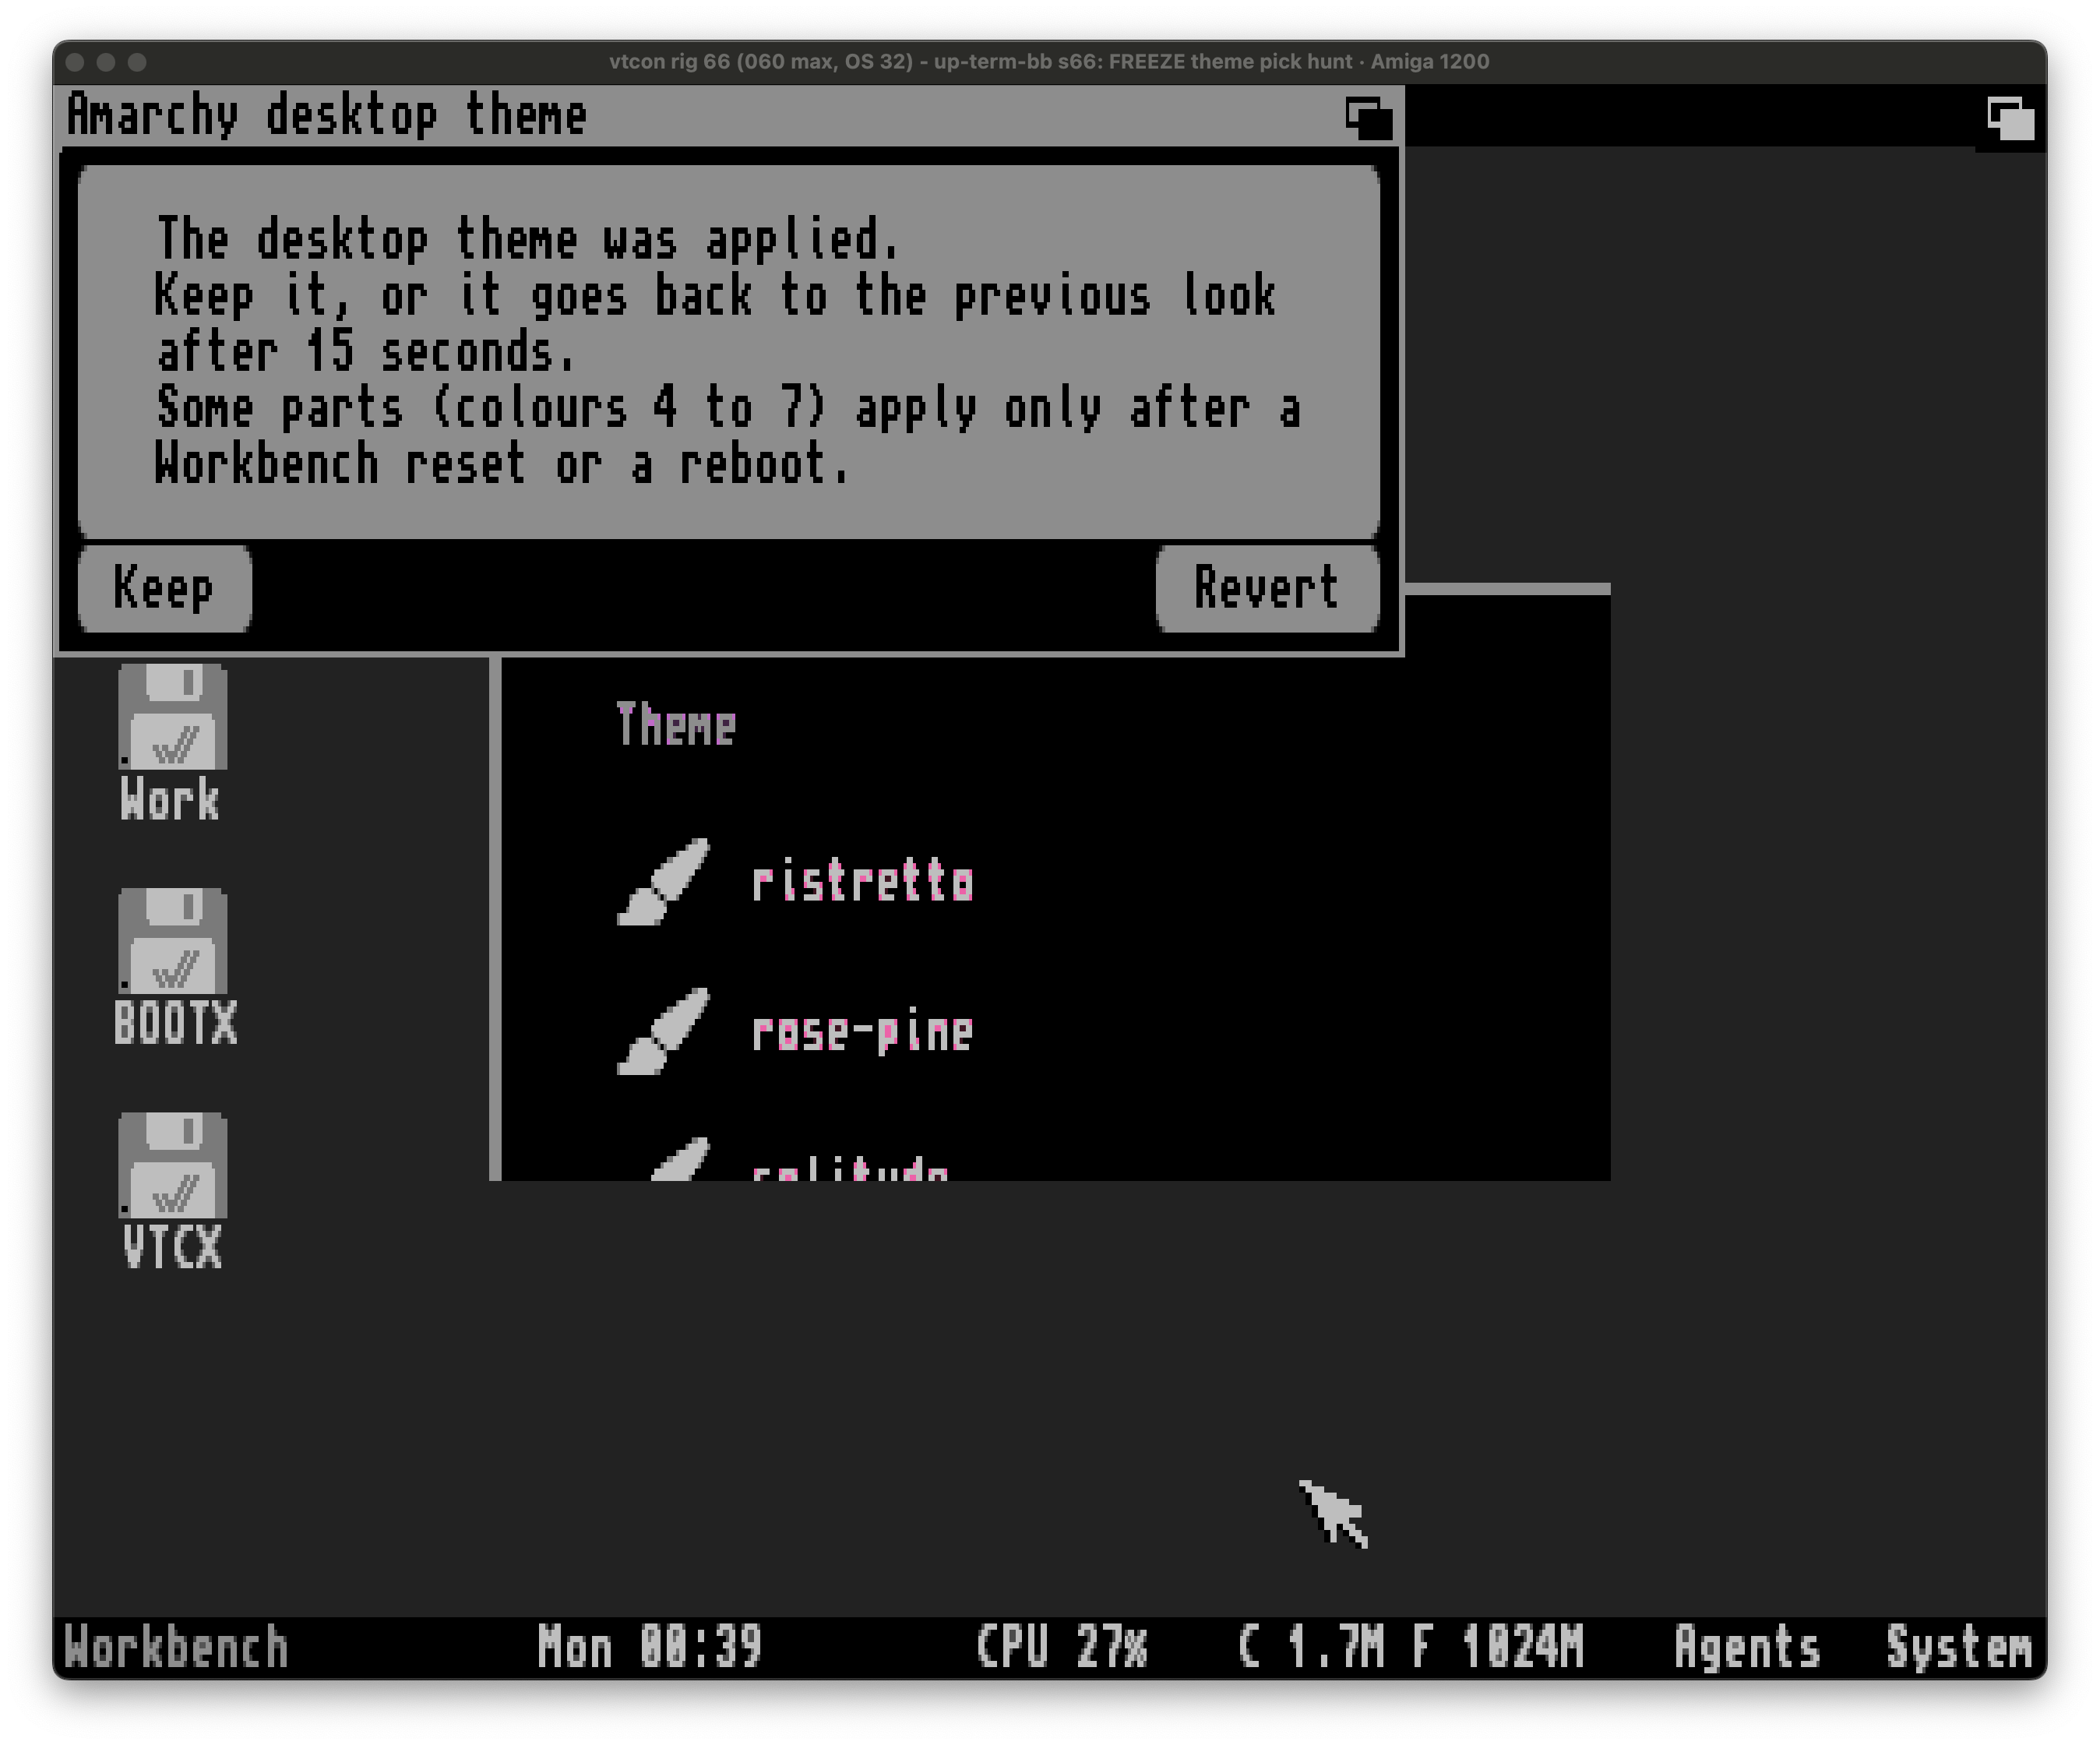 vtcon rig 66 (060 max, OS 32) - up-term-bb s66: FREEZE theme pick hunt · Amiga 1200
Amarchy desktop theme
The desktop theme was applied.
Keep it, or it goes back to the previous look
after 15 seconds.
Some parts (colours 4 to 7) apply only after a
Workbench reset or a reboot.
Keep
Revert
Work
BOOTX
VTCX
Theme
ristretto
rose-pine
solitude
Workbench
Mon 00:39
CPU 27%
C 1.7M F 1024M
Agents
System